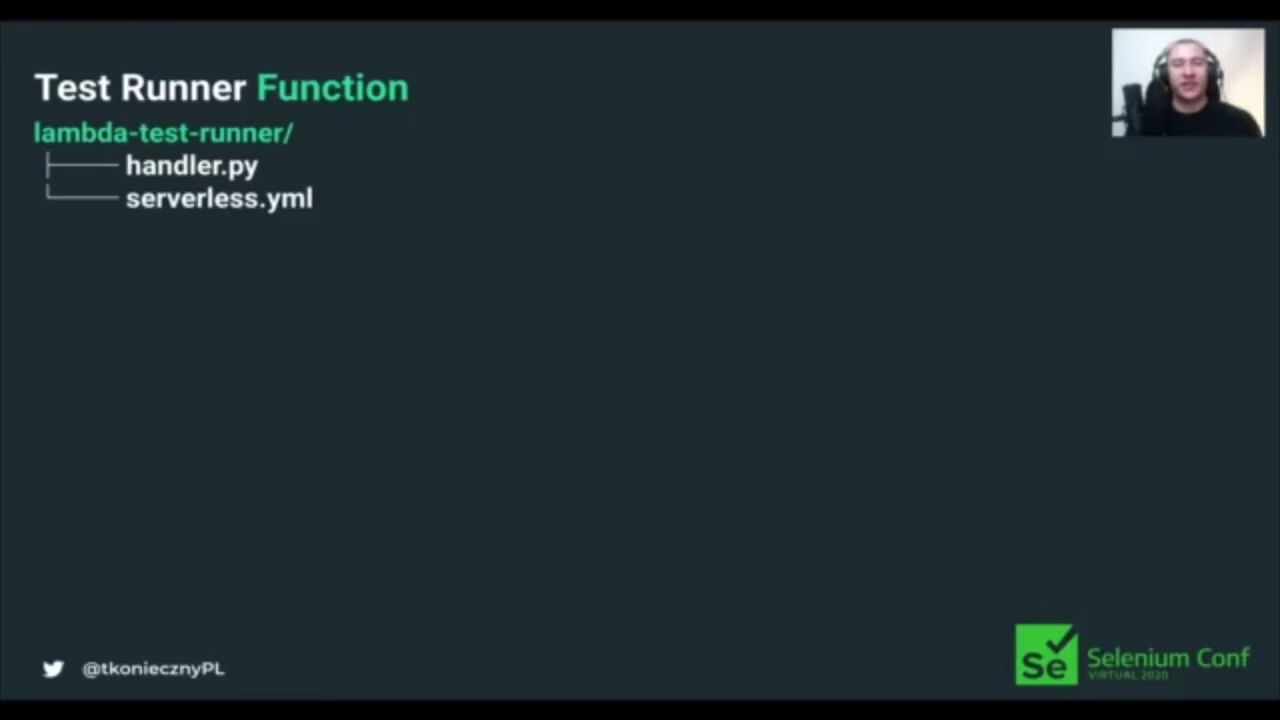 Test Runner Function
lambda-test-runner/
handler.py
serverless.yml
@tkoniecznyPL
Se
Selenium Conf
VIRTUAL 2020